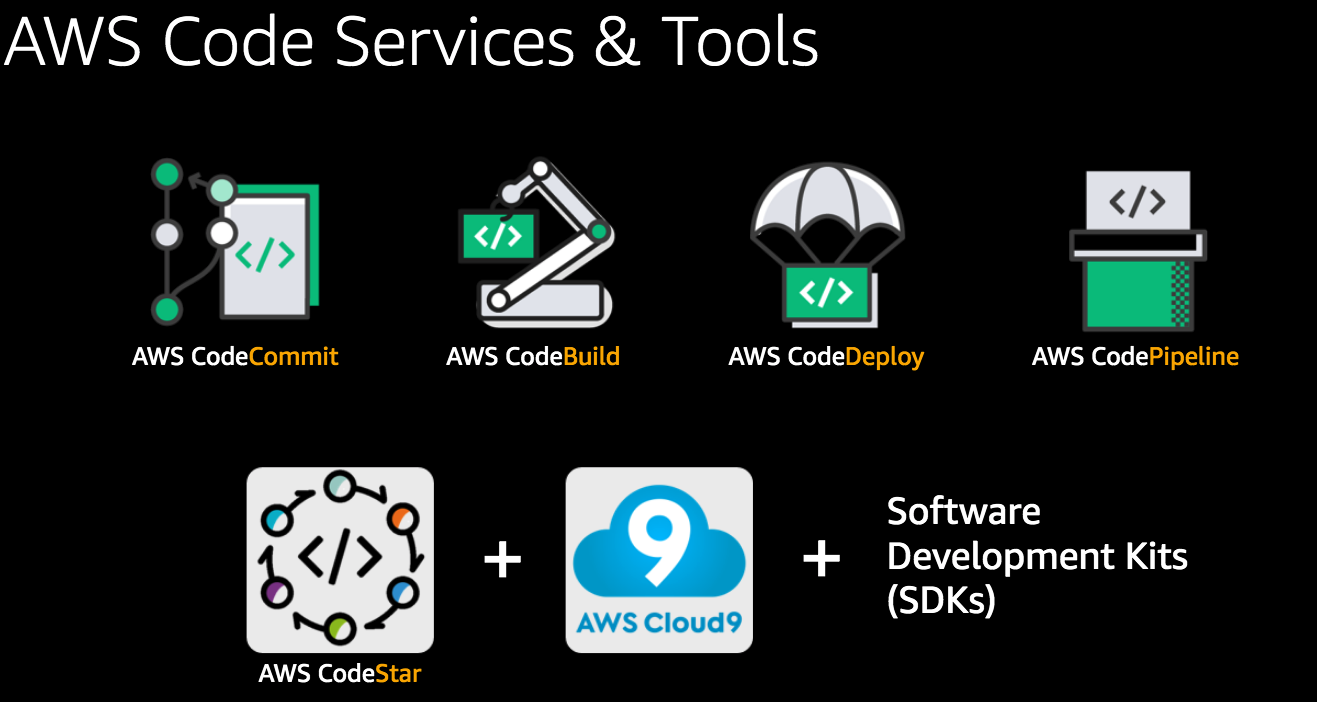 AWS Code Services & Tools
</>
</>
</>
</>
AWS CodeCommit
AWS CodeBuild
AWS CodeDeploy
AWS CodePipeline
</>
+
9
AWS Cloud9
+
Software
Development Kits
(SDKs)
AWS CodeStar